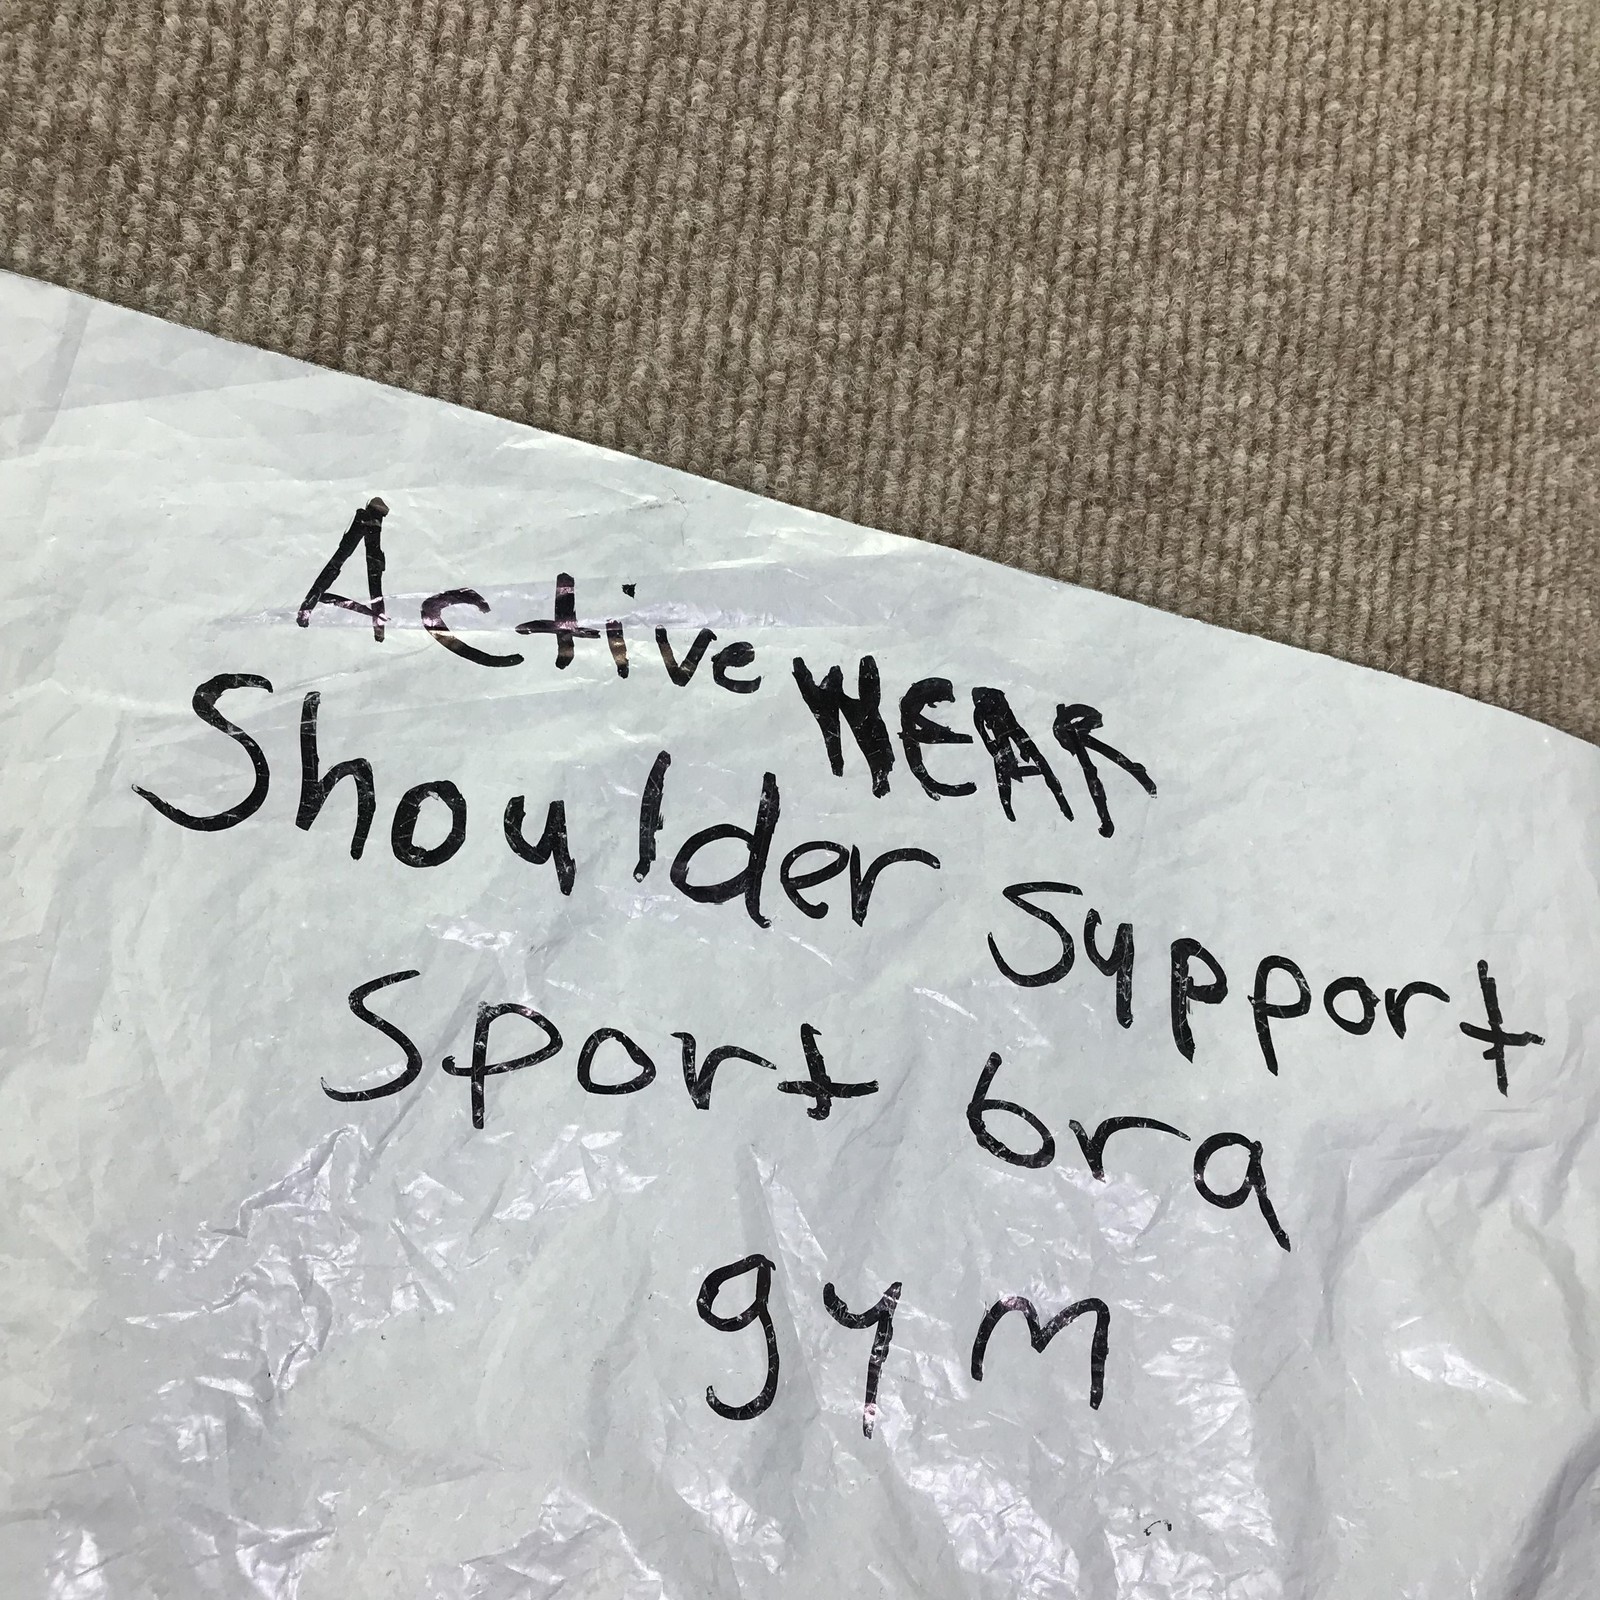 Active WEAR
Shoulder Support
Sport bra
gym